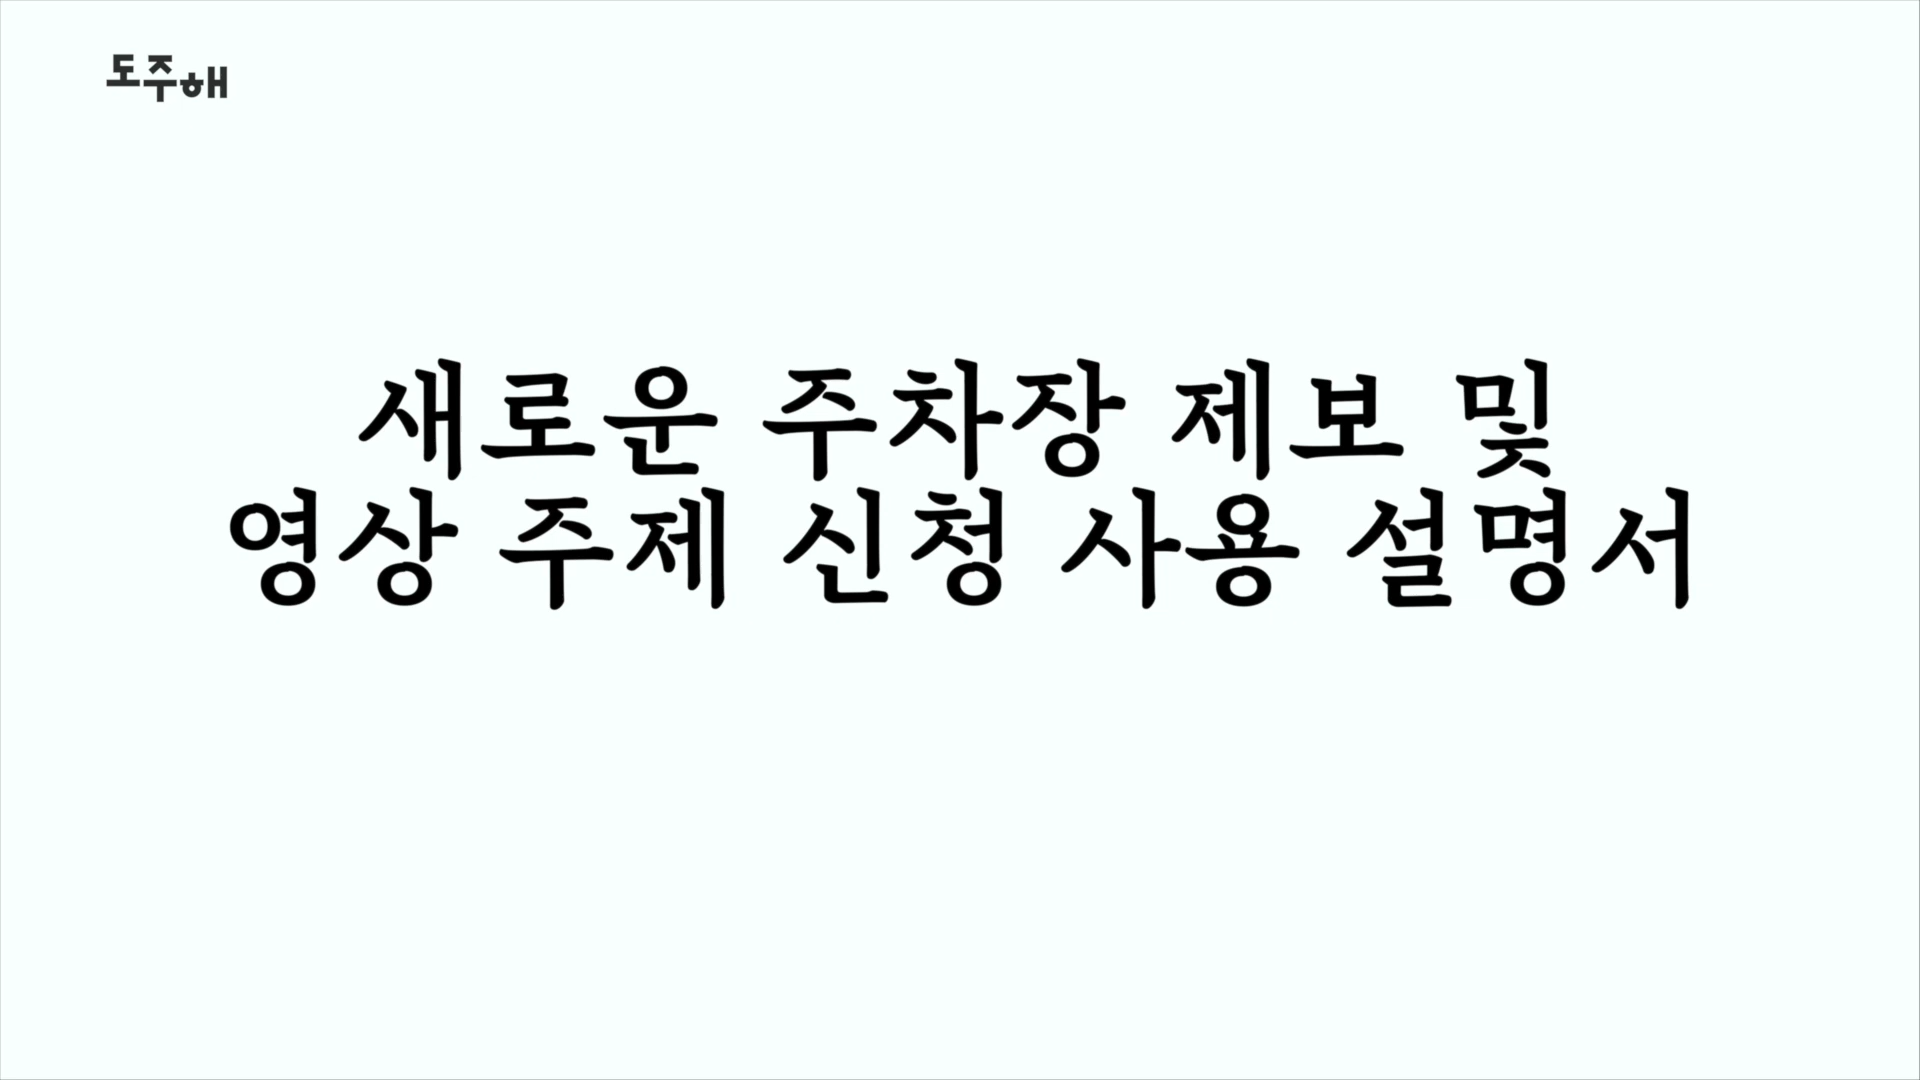 도주해
새로운 주차장 제보 및
영상 주제 신청 사용 설명서